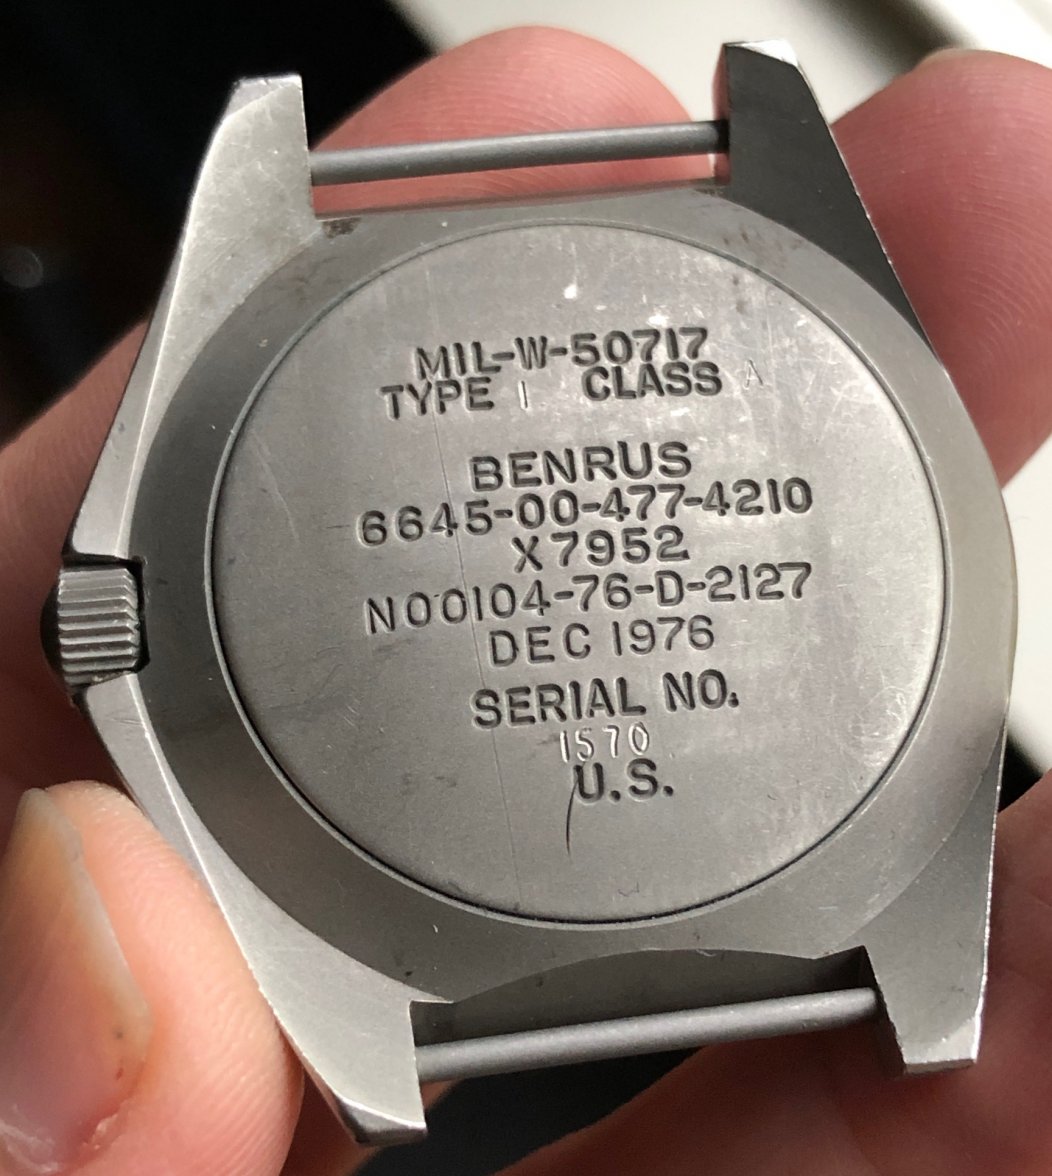 MIL-W-50717
TYPE I CLASS A
BENRUS
6645-00-477-4210
X7952
N00104-76-D-2127
DEC 1976
SERIAL NO.
1570
U.S.